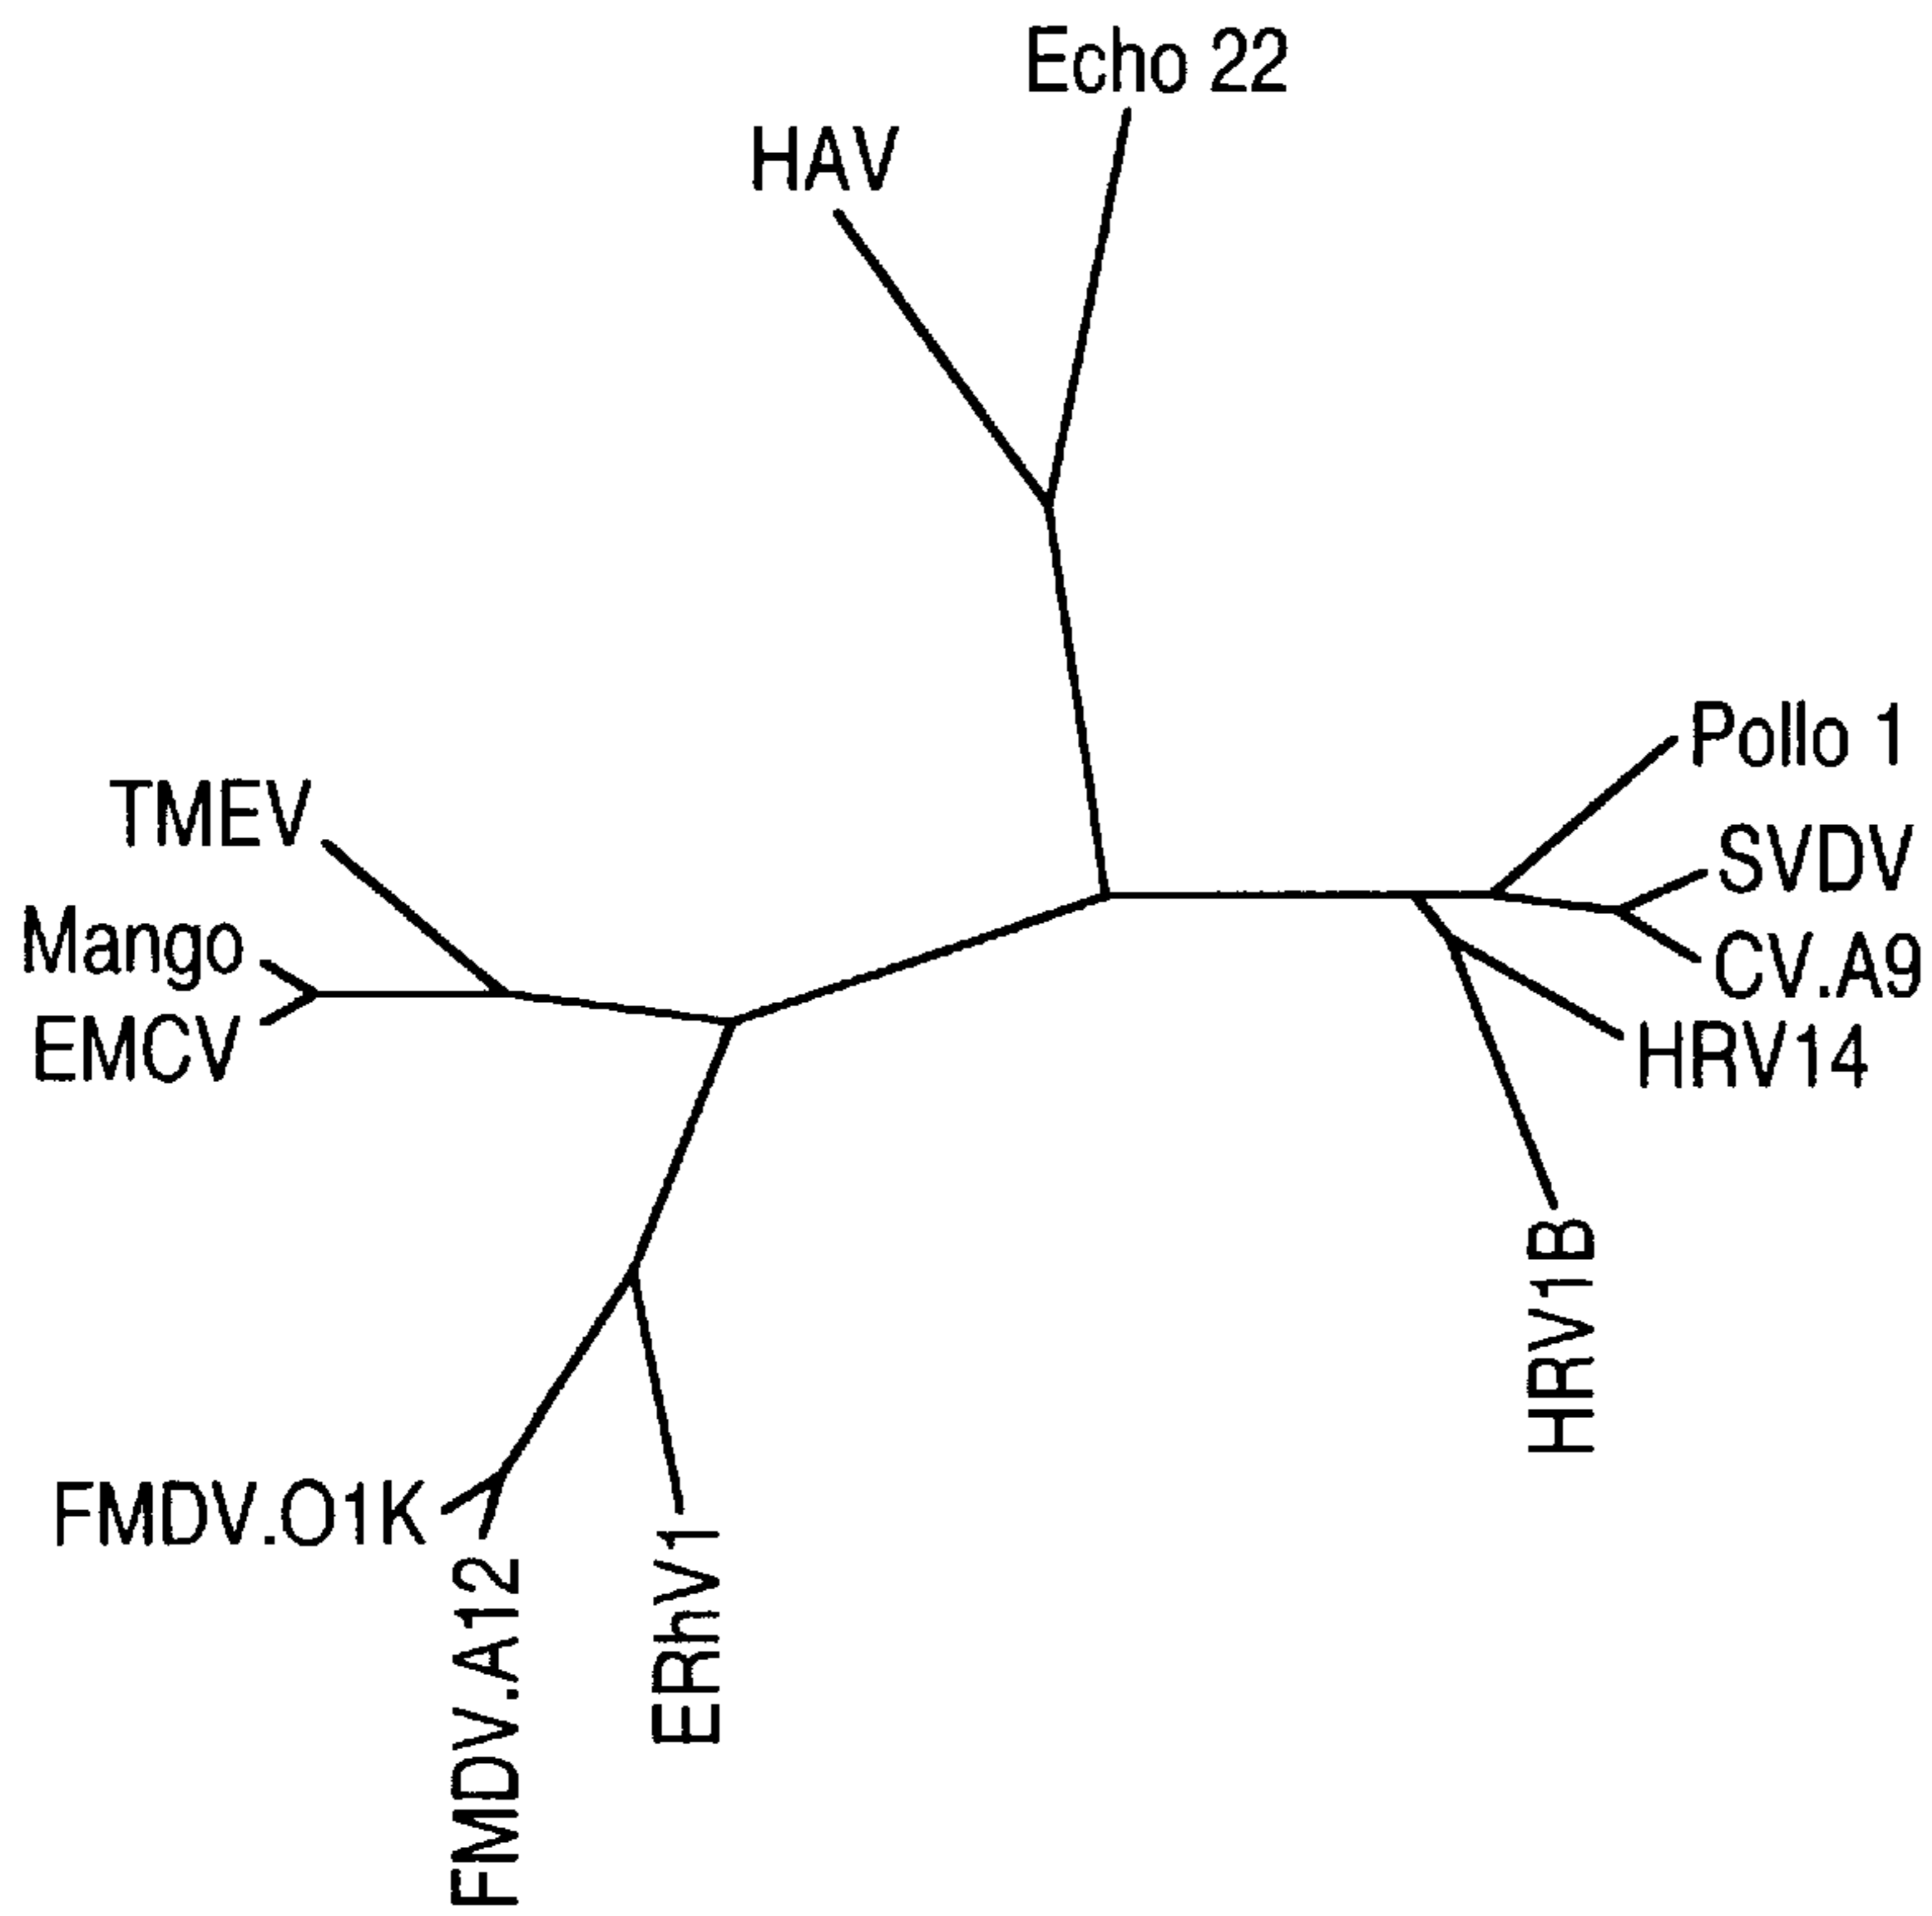 Echo 22
HAV
Pollo 1
TMEV
SVDV
Mango
CV.A9
EMCV
HRV14
HRV1B
FMDV.O1K
FMDV.A12
ERhV1